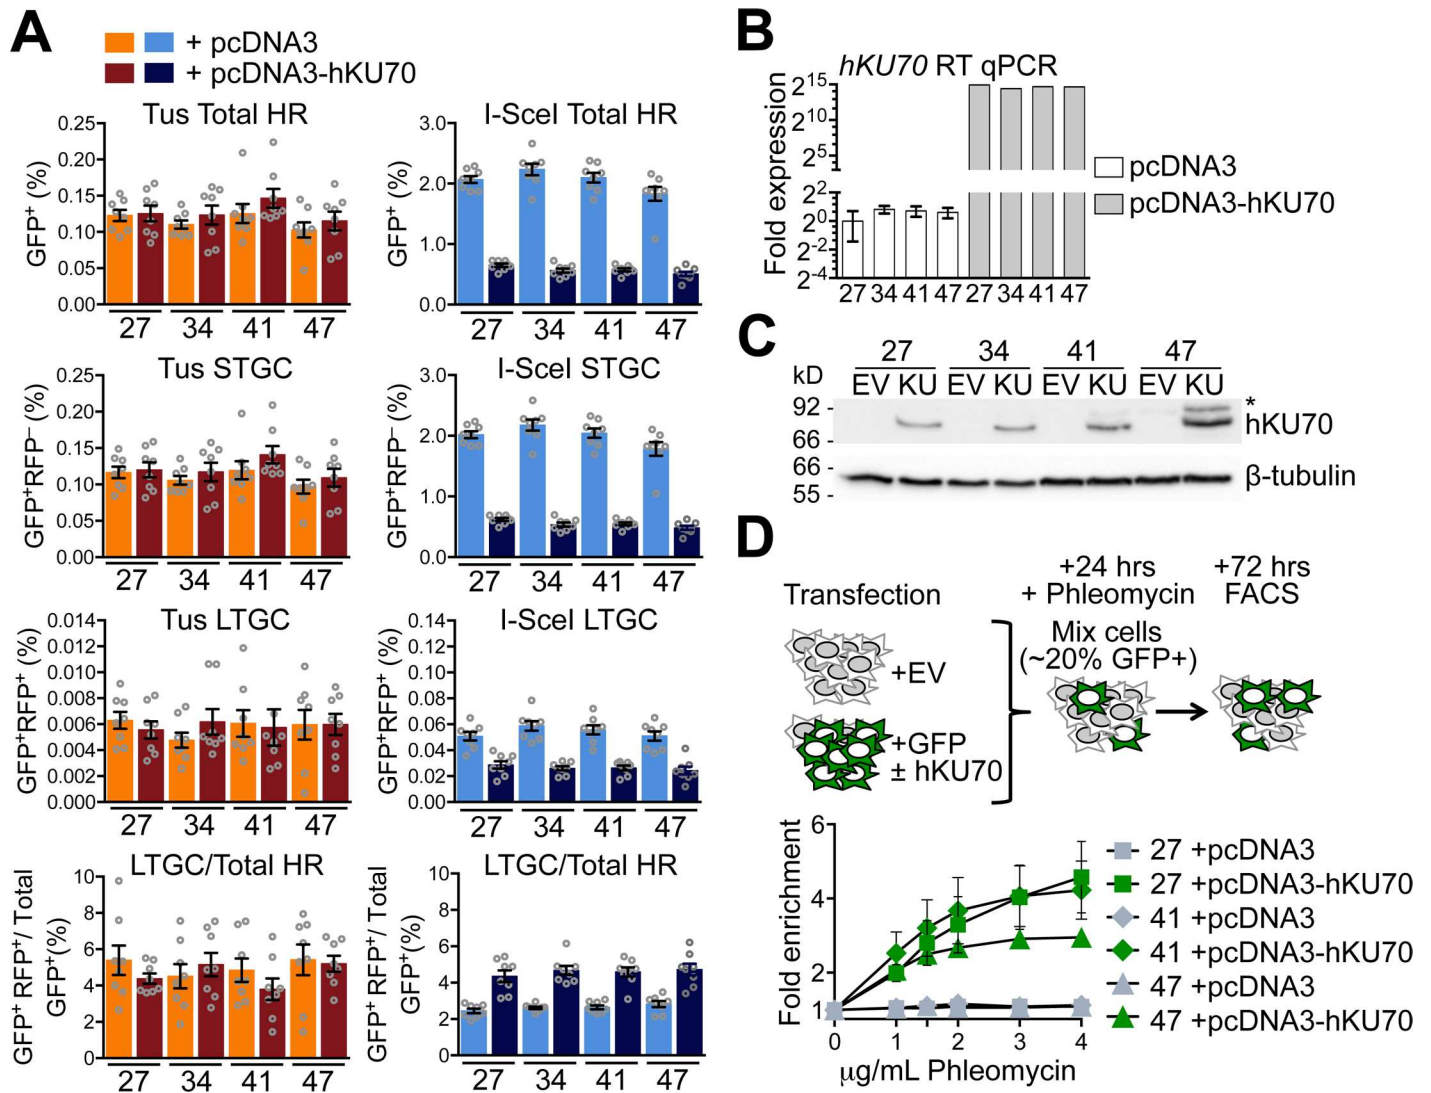 A
+ pcDNA3
+ pcDNA3-hKU70
Tus Total HR
GFP⁺ (%)
0.25
0.20
0.15
0.10
0.05
0.00
27 34 41 47
I-SceI Total HR
GFP⁺ (%)
3.0
2.0
1.0
0.0
27 34 41 47
Tus STGC
GFP⁺RFP⁻ (%)
0.25
0.20
0.15
0.10
0.05
0.00
27 34 41 47
I-SceI STGC
GFP⁺RFP⁻ (%)
3.0
2.0
1.0
0.0
27 34 41 47
Tus LTGC
GFP⁺RFP⁺ (%)
0.014
0.012
0.010
0.008
0.006
0.004
0.002
0.000
27 34 41 47
I-SceI LTGC
GFP⁺RFP⁺ (%)
0.14
0.12
0.10
0.08
0.06
0.04
0.02
0.00
27 34 41 47
LTGC/Total HR
GFP⁺ RFP⁺/ Total
GFP⁺(%)
10
8
6
4
2
0
27 34 41 47
LTGC/Total HR
GFP⁺ RFP⁺/ Total
GFP⁺(%)
10
8
6
4
2
0
27 34 41 47
B
hKU70 RT qPCR
Fold expression
2¹⁵
2¹⁰
2⁵
2²
2⁰
2⁻²
2⁻⁴
27 34 41 47 27 34 41 47
pcDNA3
pcDNA3-hKU70
C
27 34 41 47
kD EV KU EV KU EV KU EV KU
92 - *
hKU70
66 -
66 -
β-tubulin
55 -
D
Transfection
+24 hrs
+ Phleomycin
+72 hrs
FACS
Mix cells
(~20% GFP+)
+EV
+GFP
± hKU70
Fold enrichment
6
4
2
1
0 1 2 3 4
µg/mL Phleomycin
27 +pcDNA3
27 +pcDNA3-hKU70
41 +pcDNA3
41 +pcDNA3-hKU70
47 +pcDNA3
47 +pcDNA3-hKU70